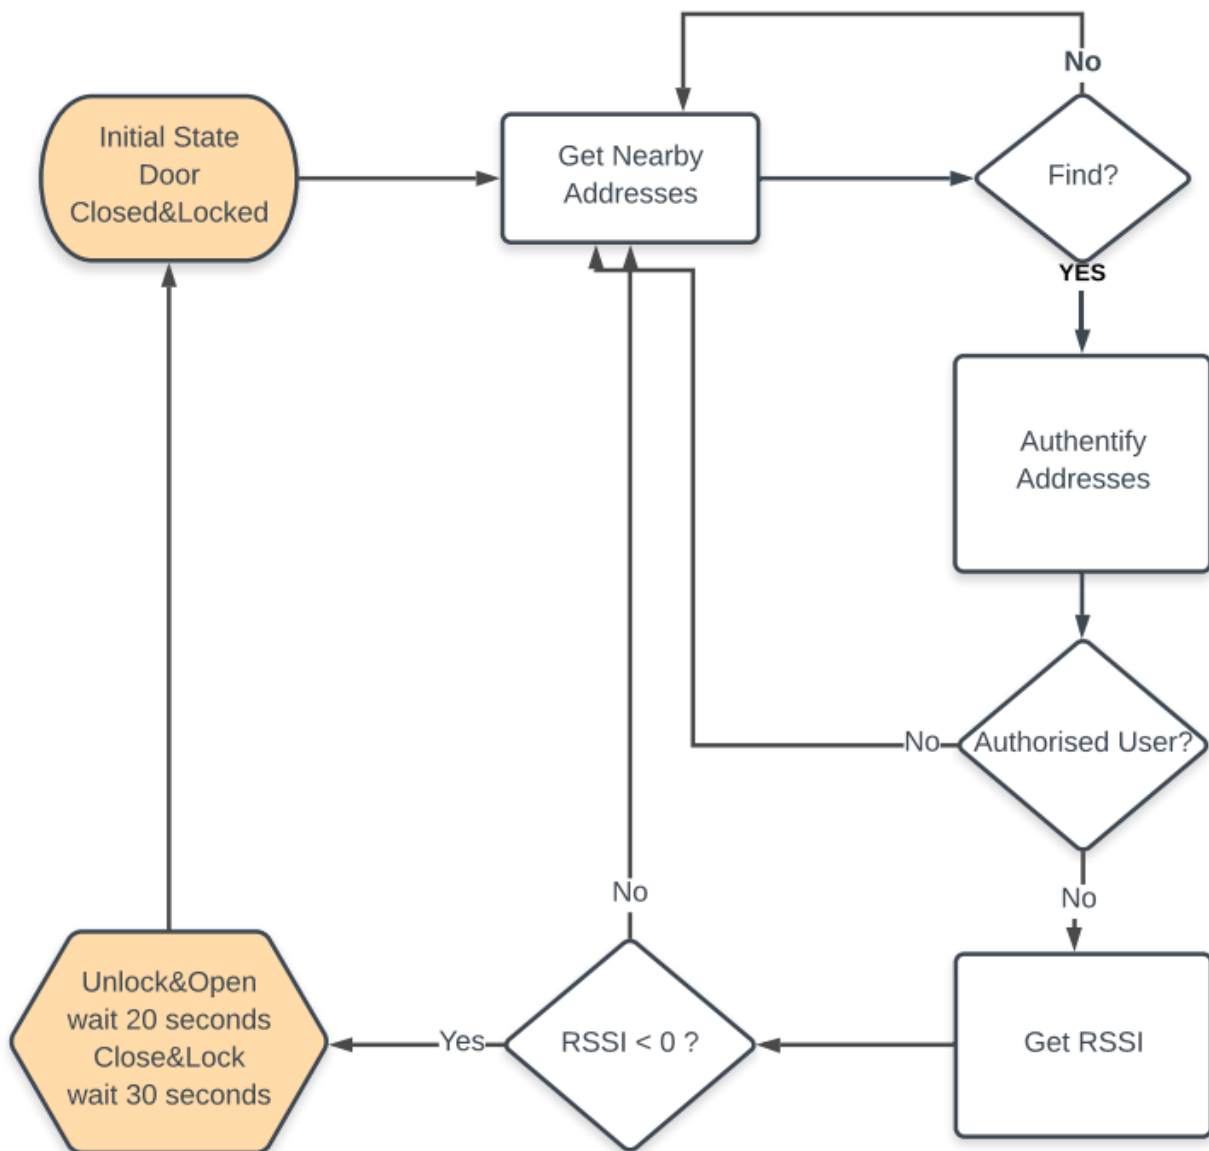 No
Initial State
Door
Closed&Locked
Get Nearby
Addresses
Find?
YES
Authentify
Addresses
No
Authorised User?
No
No
Unlock&Open
wait 20 seconds
Close&Lock
wait 30 seconds
Yes
RSSI < 0 ?
Get RSSI